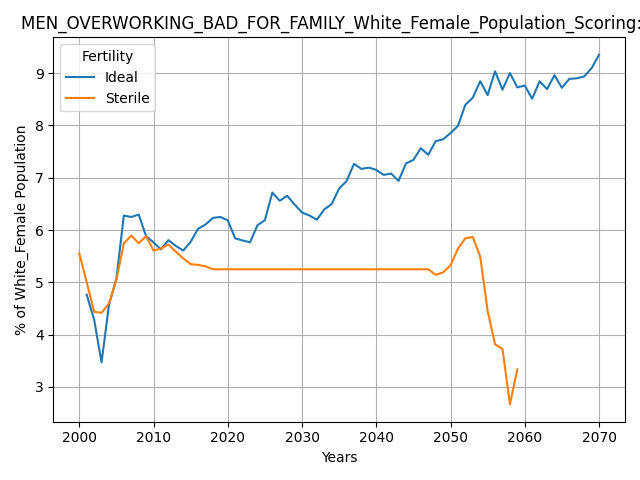 MEN_OVERWORKING_BAD_FOR_FAMILY_White_Female_Population_Scoring:
Fertility
Ideal
Sterile
% of White_Female Population
9
8
7
6
5
4
3
2000 2010 2020 2030 2040 2050 2060 2070
Years